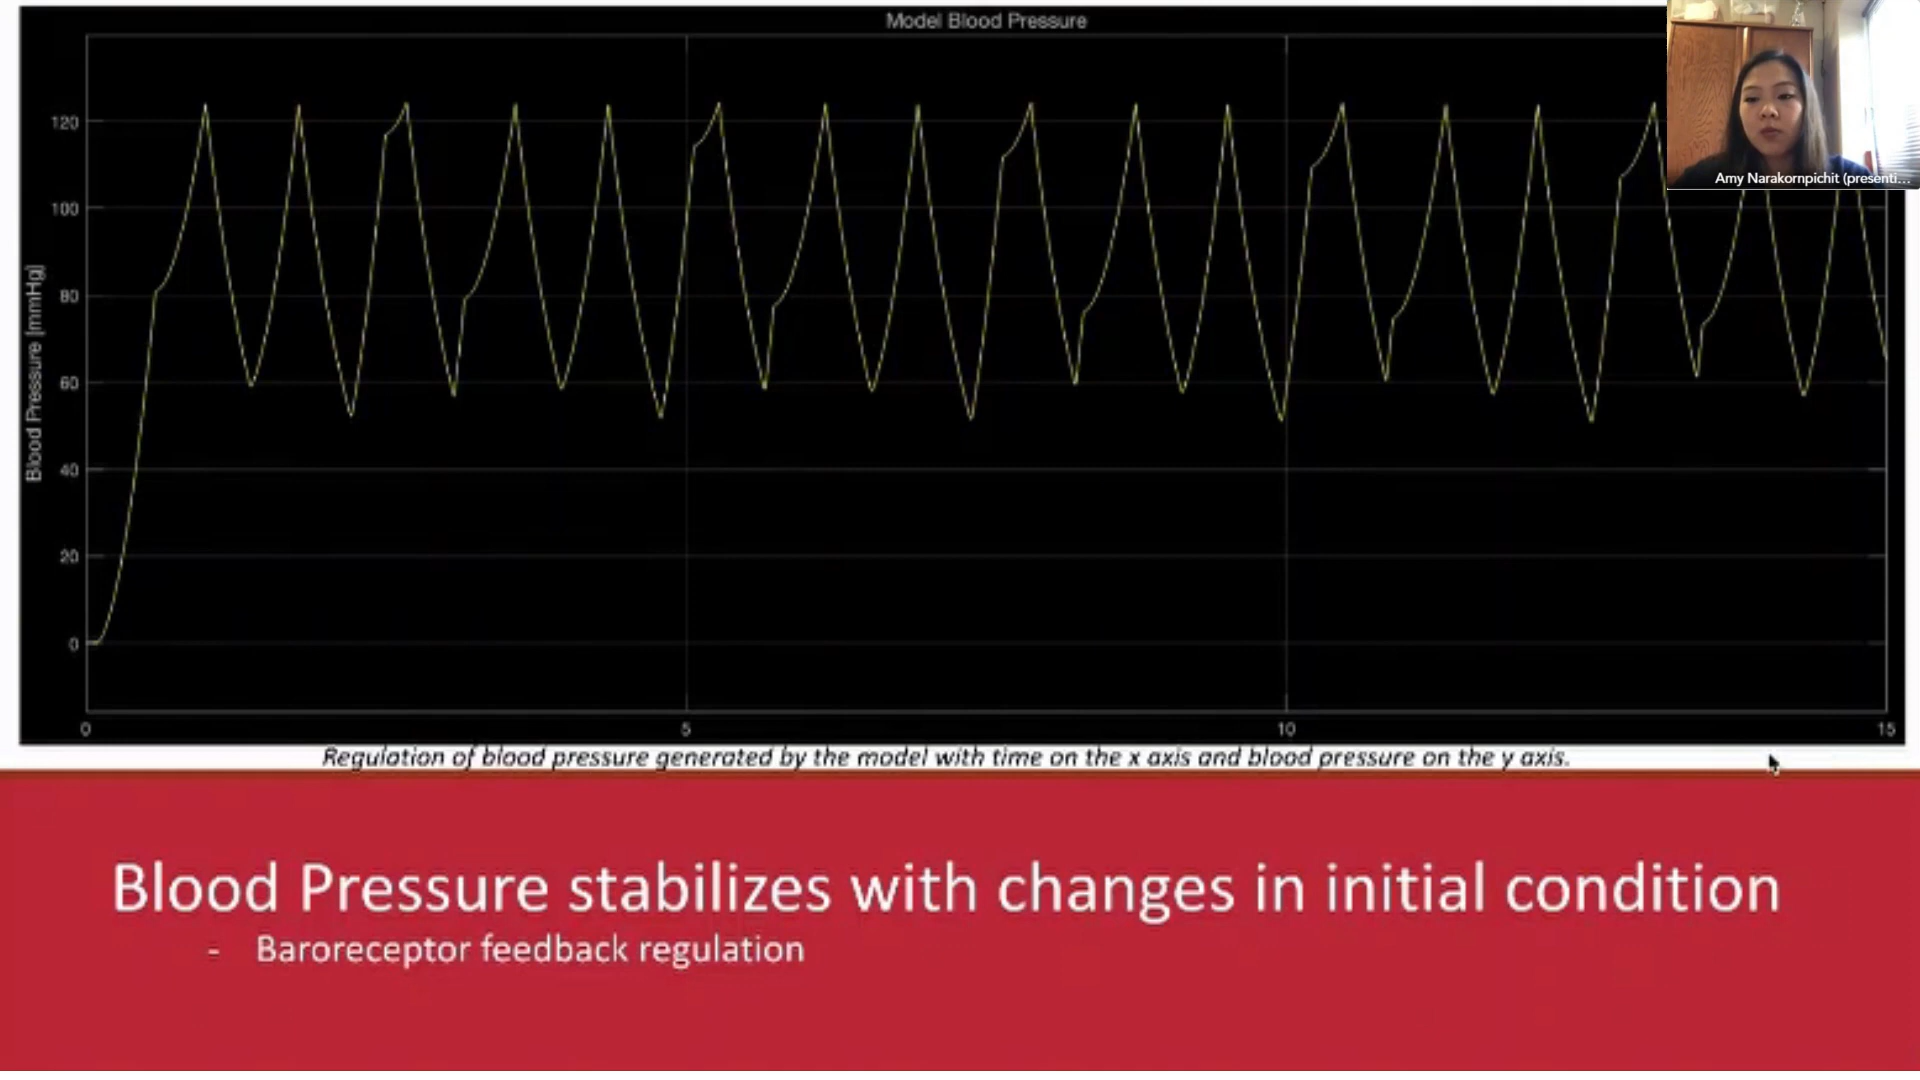 Model Blood Pressure
Amy Narakornpichit (presenti...
Blood Pressure [mmHg]
120
100
80
60
40
20
0
0
5
10
15
Regulation of blood pressure generated by the model with time on the x axis and blood pressure on the y axis.
Blood Pressure stabilizes with changes in initial condition
- Baroreceptor feedback regulation